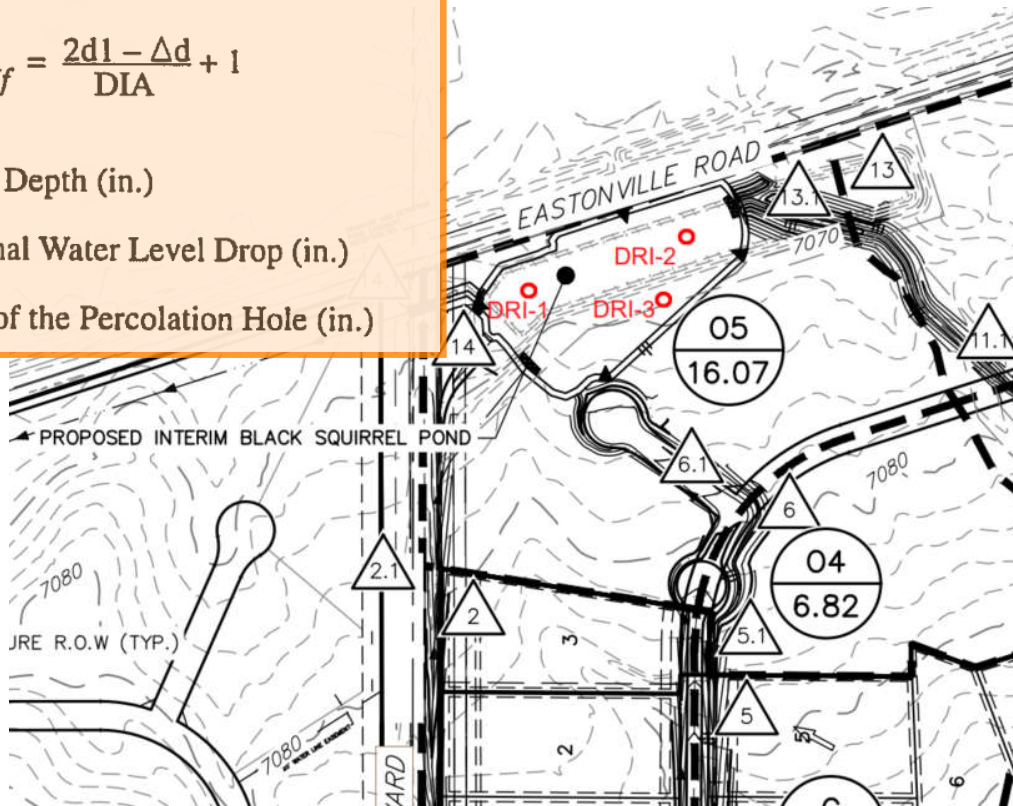 f = 2d1 – Δd / DIA + 1
Depth (in.)
nal Water Level Drop (in.)
of the Percolation Hole (in.)
EASTONVILLE ROAD
13
13.1
7070
DRI-2
DRI-1
DRI-3
14
14
11.1
05
16.07
PROPOSED INTERIM BLACK SQUIRREL POND
6.1
7080
6
04
6.82
7080
2.1
2
3
5.1
URE R.O.W (TYP.)
5
5
2
7080
ARD
6